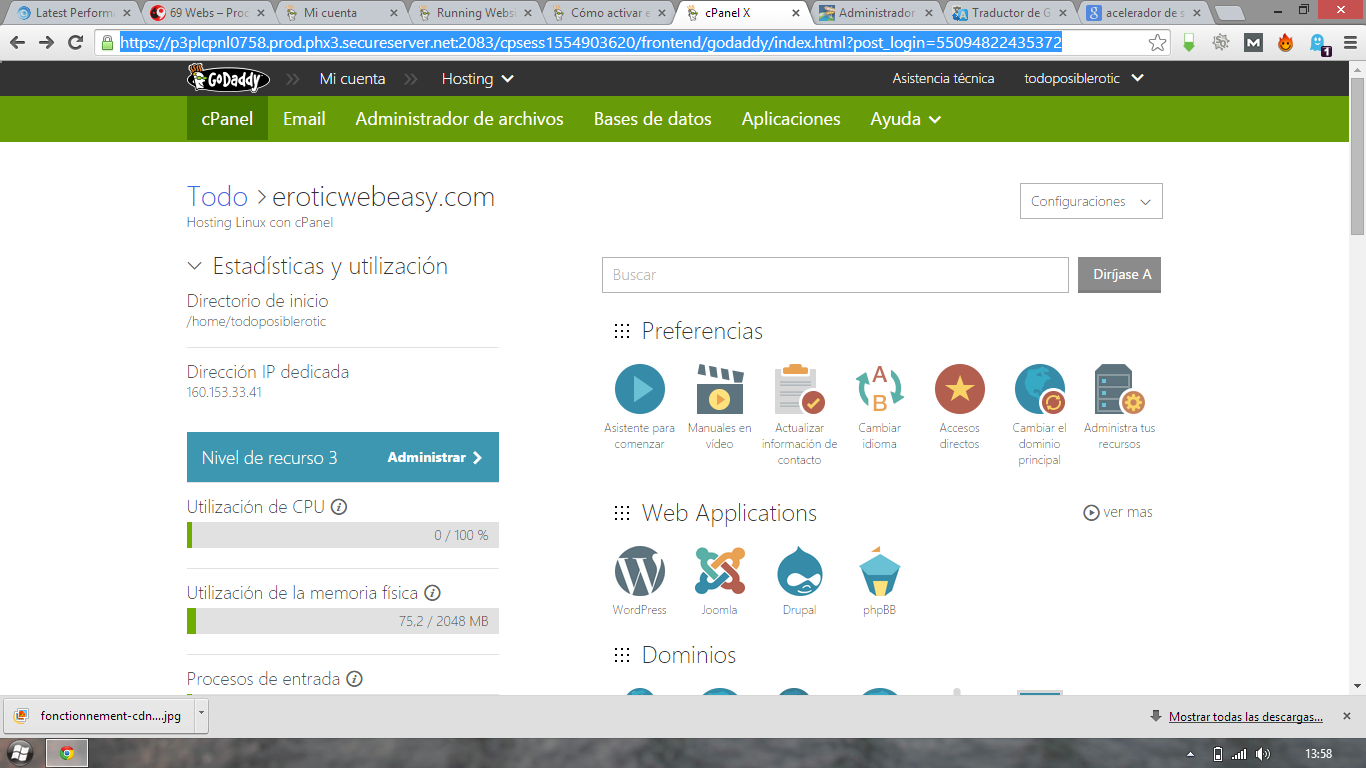 Latest Performa
69 Webs – Proc
Mi cuenta
Running Websi
Cómo activar e
cPanel X
Administrador
Traductor de G
acelerador de s
https://p3plcpnl0758.prod.phx3.secureserver.net:2083/cpsess1554903620/frontend/godaddy/index.html?post_login=55094822435372
M
1
GoDaddy
Mi cuenta
Hosting
Asistencia técnica
todoposiblerotic
cPanel
Email
Administrador de archivos
Bases de datos
Aplicaciones
Ayuda
Todo > eroticwebeasy.com
Hosting Linux con cPanel
Configuraciones
Estadísticas y utilización
Directorio de inicio
/home/todoposiblerotic
Dirección IP dedicada
160.153.33.41
Nivel de recurso 3
Administrar
Utilización de CPU
0 / 100 %
Utilización de la memoria física
75,2 / 2048 MB
Procesos de entrada
Buscar
Diríjase A
Preferencias
Asistente para
comenzar
Manuales en
vídeo
Actualizar
información de
contacto
A
B
Cambiar
idioma
Accesos
directos
Cambiar el
dominio
principal
Administra tus
recursos
Web Applications
ver mas
WordPress
Joomla
Drupal
phpBB
Dominios
fonctionnement-cdn....jpg
Mostrar todas las descargas...
13:58